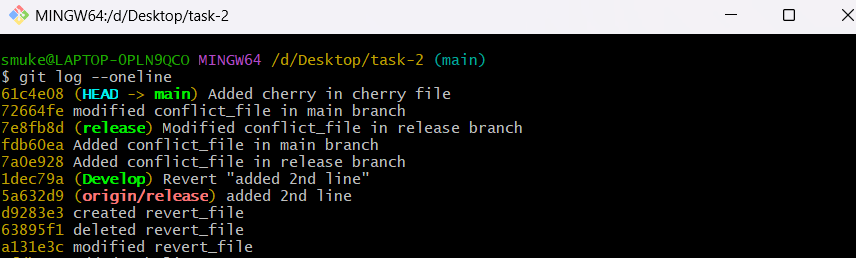 MINGW64:/d/Desktop/task-2
smuke@LAPTOP-0PLN9QCO MINGW64 /d/Desktop/task-2 (main)
$ git log --oneline
61c4e08 (HEAD -> main) Added cherry in cherry file
72664fe modified conflict_file in main branch
7e8fb8d (release) Modified conflict_file in release branch
fdb60ea Added conflict_file in main branch
7a0e928 Added conflict_file in release branch
1dec79a (Develop) Revert "added 2nd line"
5a632d9 (origin/release) added 2nd line
d9283e3 created revert_file
63895f1 deleted revert_file
a131e3c modified revert_file